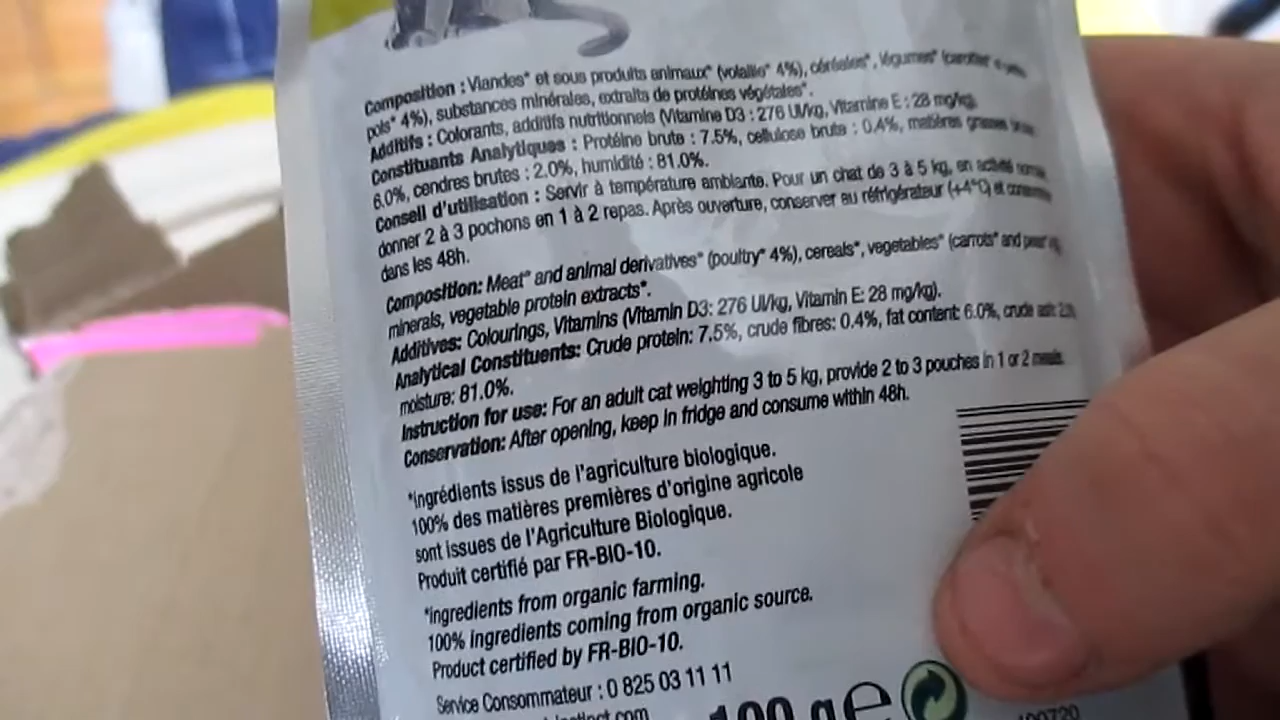 Composition : Viandes* et sous produits animaux* (volaille* 4%), céréales*, légumes* (carottes* et
pois* 4%), substances minérales, extraits de protéines végétales*.
Additifs : Colorants, additifs nutritionnels (Vitamine D3 : 276 UI/kg, Vitamine E : 28 mg/kg).
Constituants Analytiques : Protéine brute : 7.5%, cellulose brute : 0.4%, matières grasses
6.0%, cendres brutes : 2.0%, humidité : 81.0%.
Conseil d'utilisation : Servir à température ambiante. Pour un chat de 3 à 5 kg, en activité
donner 2 à 3 pochons en 1 à 2 repas. Après ouverture, conserver au réfrigérateur (+4°C) et
dans les 48h.
Composition: Meat* and animal derivatives* (poultry* 4%), cereals*, vegetables* (carrots* and
minerals, vegetable protein extracts*.
Additives: Colourings, Vitamins (Vitamin D3: 276 UI/kg, Vitamin E: 28 mg/kg).
Analytical Constituents: Crude protein: 7.5%, crude fibres: 0.4%, fat content: 6.0%, crude ash:
moisture: 81.0%.
Instruction for use: For an adult cat weighting 3 to 5 kg, provide 2 to 3 pouches in 1 or 2 meals.
Conservation: After opening, keep in fridge and consume within 48h.
*ingrédients issus de l'agriculture biologique.
100% des matières premières d'origine agricole
sont issues de l'Agriculture Biologique.
Produit certifié par FR-BIO-10.
*ingredients from organic farming.
100% ingredients coming from organic source.
Product certified by FR-BIO-10.
Service Consommateur : 0 825 03 11 11
100 g e